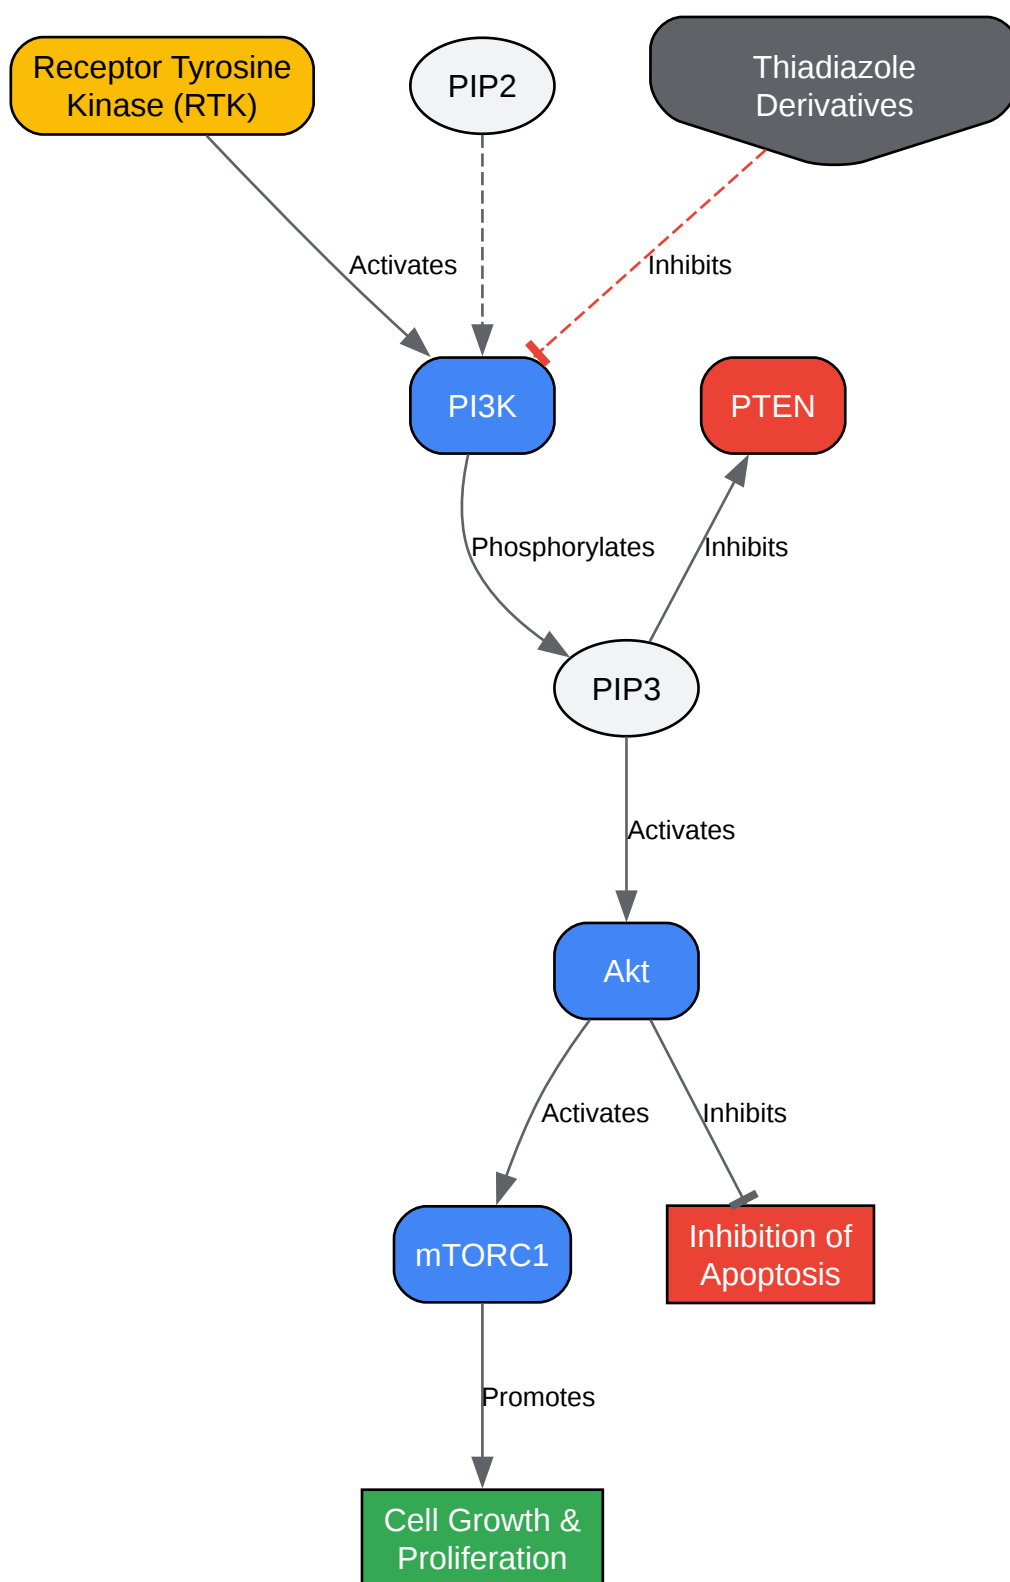 Receptor Tyrosine
Kinase (RTK)
PIP2
Thiadiazole
Derivatives
Activates
Inhibits
PI3K
PTEN
Phosphorylates
Inhibits
PIP3
Activates
Akt
Activates
Inhibits
mTORC1
Inhibition of
Apoptosis
Promotes
Cell Growth &
Proliferation